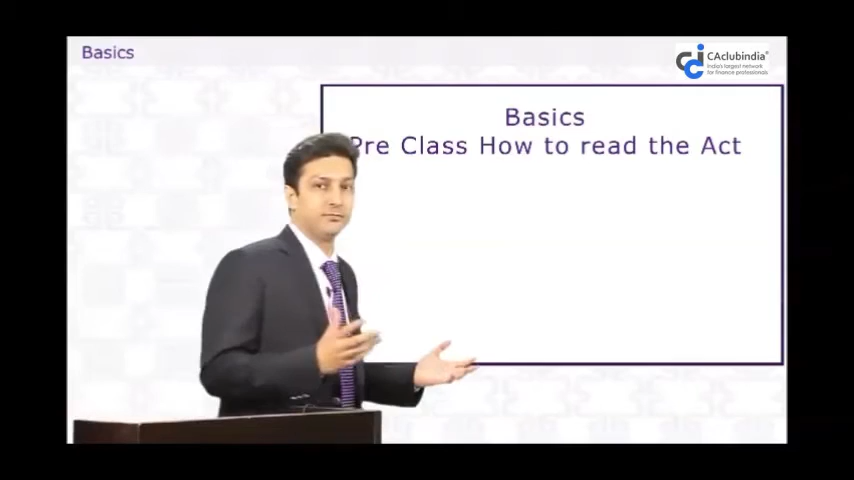 Basics
CAclubindia®
India's largest network
for finance professionals
Basics
Pre Class How to read the Act